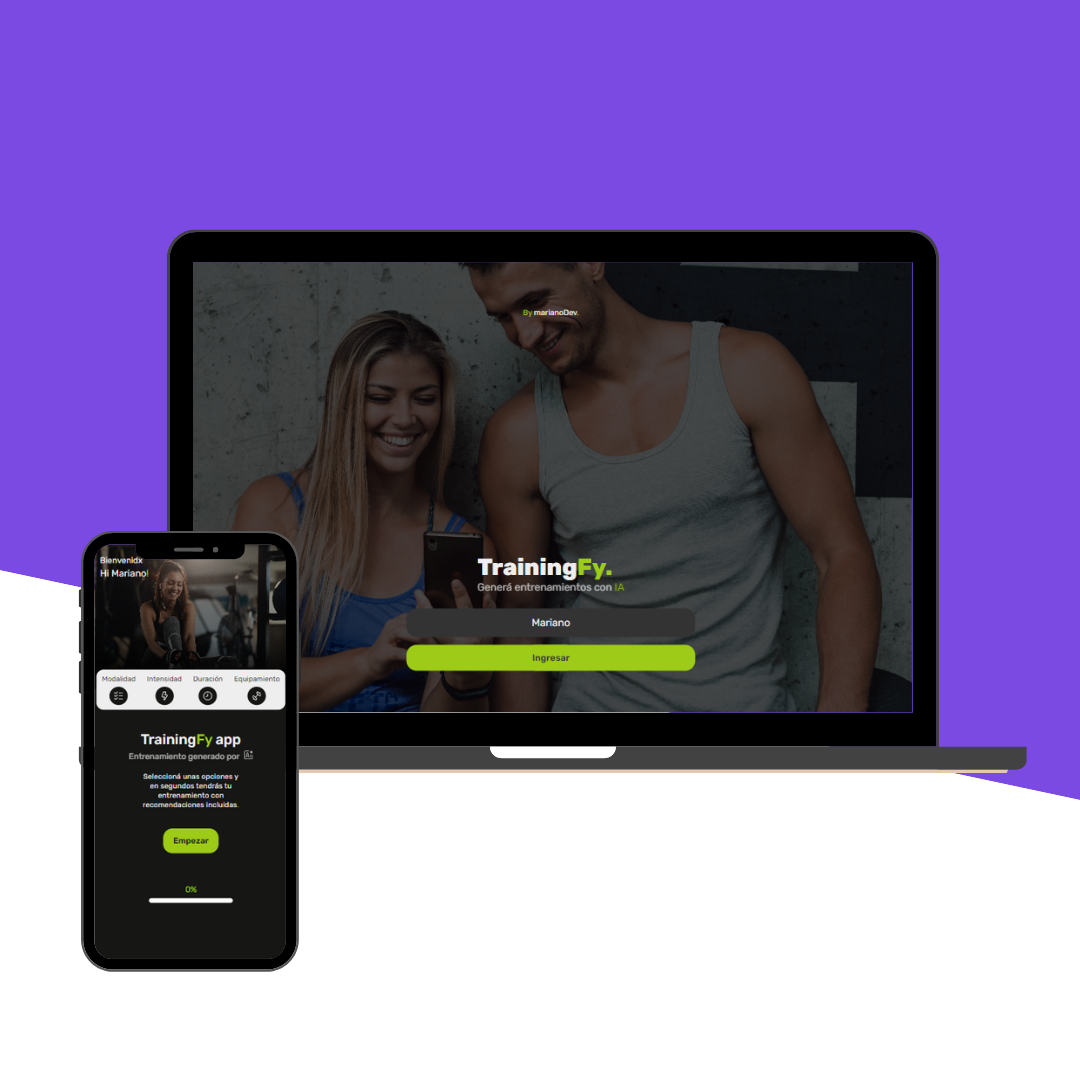 By marianoDev.
TrainingFy.
Generá entrenamientos con IA
Mariano
Ingresar
Bienvenidx
Hi Mariano!
Modalidad Intensidad Duración Equipamiento
TrainingFy app
Entrenamiento generado por
Seleccioná unas opciones y
en segundos tendrás tu
entrenamiento con
recomendaciones incluidas.
Empezar
0%